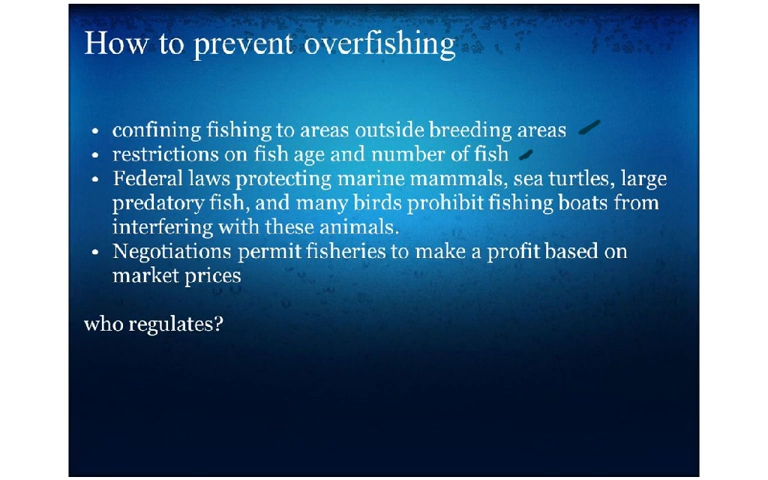 How to prevent overfishing
• confining fishing to areas outside breeding areas
• restrictions on fish age and number of fish
• Federal laws protecting marine mammals, sea turtles, large
predatory fish, and many birds prohibit fishing boats from
interfering with these animals.
• Negotiations permit fisheries to make a profit based on
market prices
who regulates?